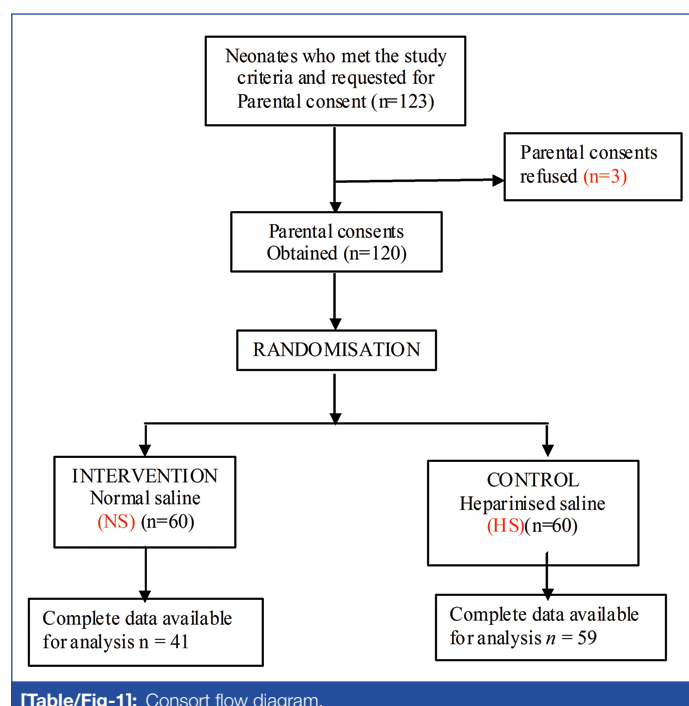 Neonates who met the study
criteria and requested for
Parental consent (n=123)
Parental consents
refused (n=3)
Parental consents
Obtained (n=120)
RANDOMISATION
INTERVENTION
Normal saline
(NS) (n=60)
CONTROL
Heparinised saline
(HS)(n=60)
Complete data available
for analysis n = 41
Complete data available
for analysis n = 59
[Table/Fig-1]: Consort flow diagram.